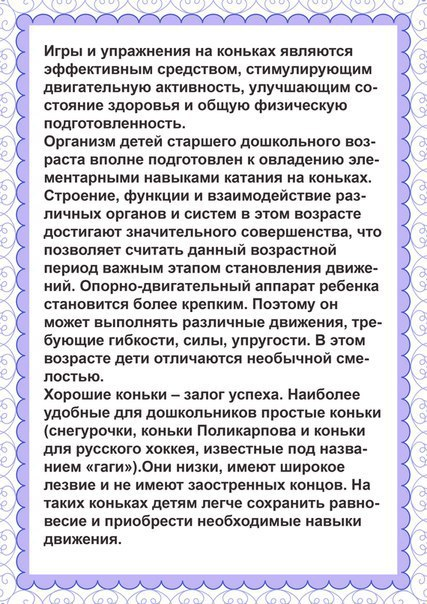 Игры и упражнения на коньках являются
эффективным средством, стимулирующим
двигательную активность, улучшающим со-
стояние здоровья и общую физическую
подготовленность.
Организм детей старшего дошкольного воз-
раста вполне подготовлен к овладению эле-
ментарными навыками катания на коньках.
Строение, функции и взаимодействие раз-
личных органов и систем в этом возрасте
достигают значительного совершенства, что
позволяет считать данный возрастной
период важным этапом становления движе-
ний. Опорно-двигательный аппарат ребенка
становится более крепким. Поэтому он
может выполнять различные движения, тре-
бующие гибкости, силы, упругости. В этом
возрасте дети отличаются необычной сме-
лостью.
Хорошие коньки – залог успеха. Наиболее
удобные для дошкольников простые коньки
(снегурочки, коньки Поликарпова и коньки
для русского хоккея, известные под назва-
нием «гаги»).Они низки, имеют широкое
лезвие и не имеют заостренных концов. На
таких коньках детям легче сохранить равно-
весие и приобрести необходимые навыки
движения.